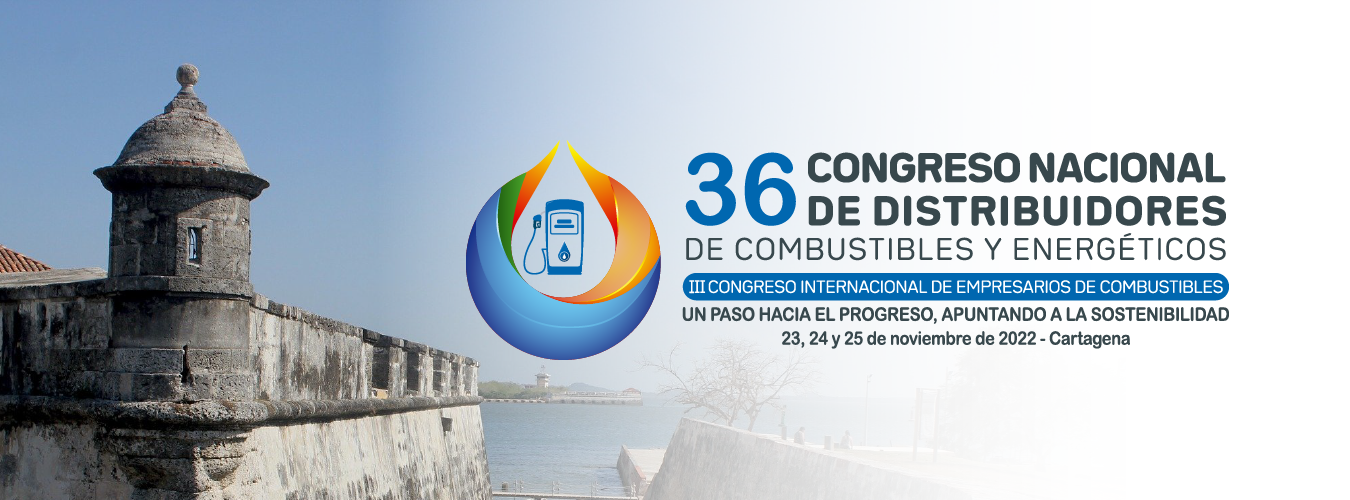 36 CONGRESO NACIONAL
DE DISTRIBUIDORES
DE COMBUSTIBLES Y ENERGÉTICOS
III CONGRESO INTERNACIONAL DE EMPRESARIOS DE COMBUSTIBLES
UN PASO HACIA EL PROGRESO, APUNTANDO A LA SOSTENIBILIDAD
23, 24 y 25 de noviembre de 2022 - Cartagena